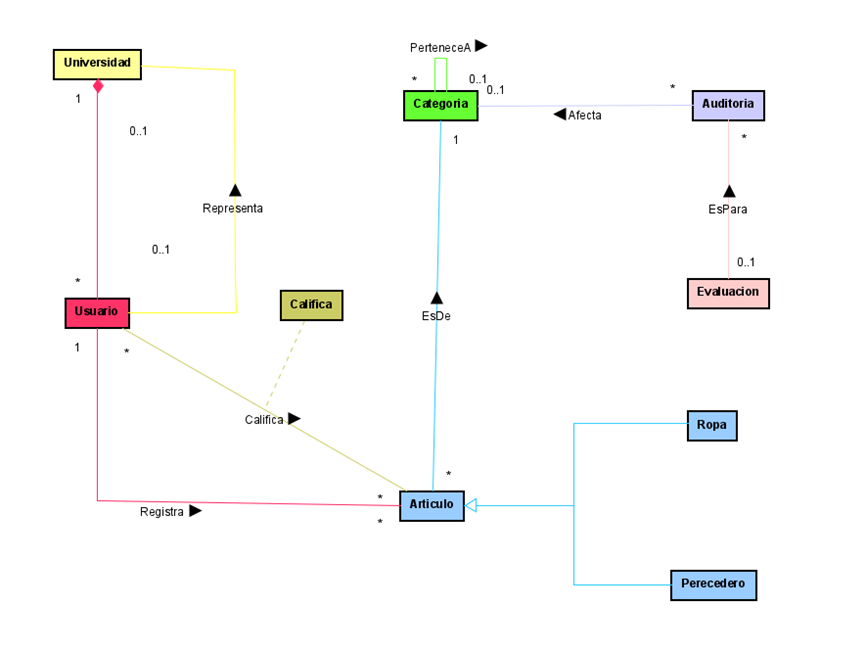 PerteneceA
Universidad
*
0..1
0..1
1
Categoria
*
Auditoria
Afecta
0..1
1
*
Representa
EsPara
0..1
0..1
*
Evaluacion
Califica
Usuario
EsDe
1
*
Califica
Ropa
*
*
Articulo
Registra
*
Perecedero